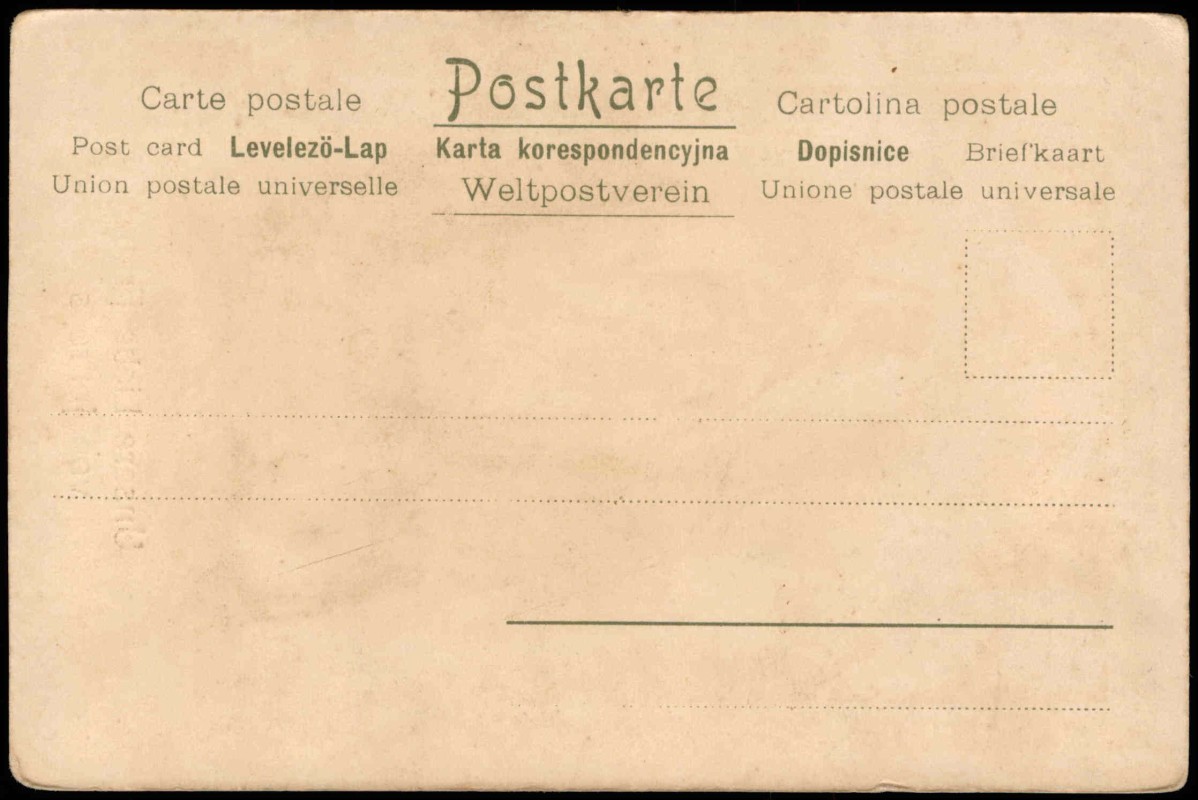 Postkarte
Carte postale Cartolina postale
Post card Levelezö-Lap Karta korespondencyjna Dopisnice Briefkaart
Union postale universelle Weltpostverein Unione postale universale